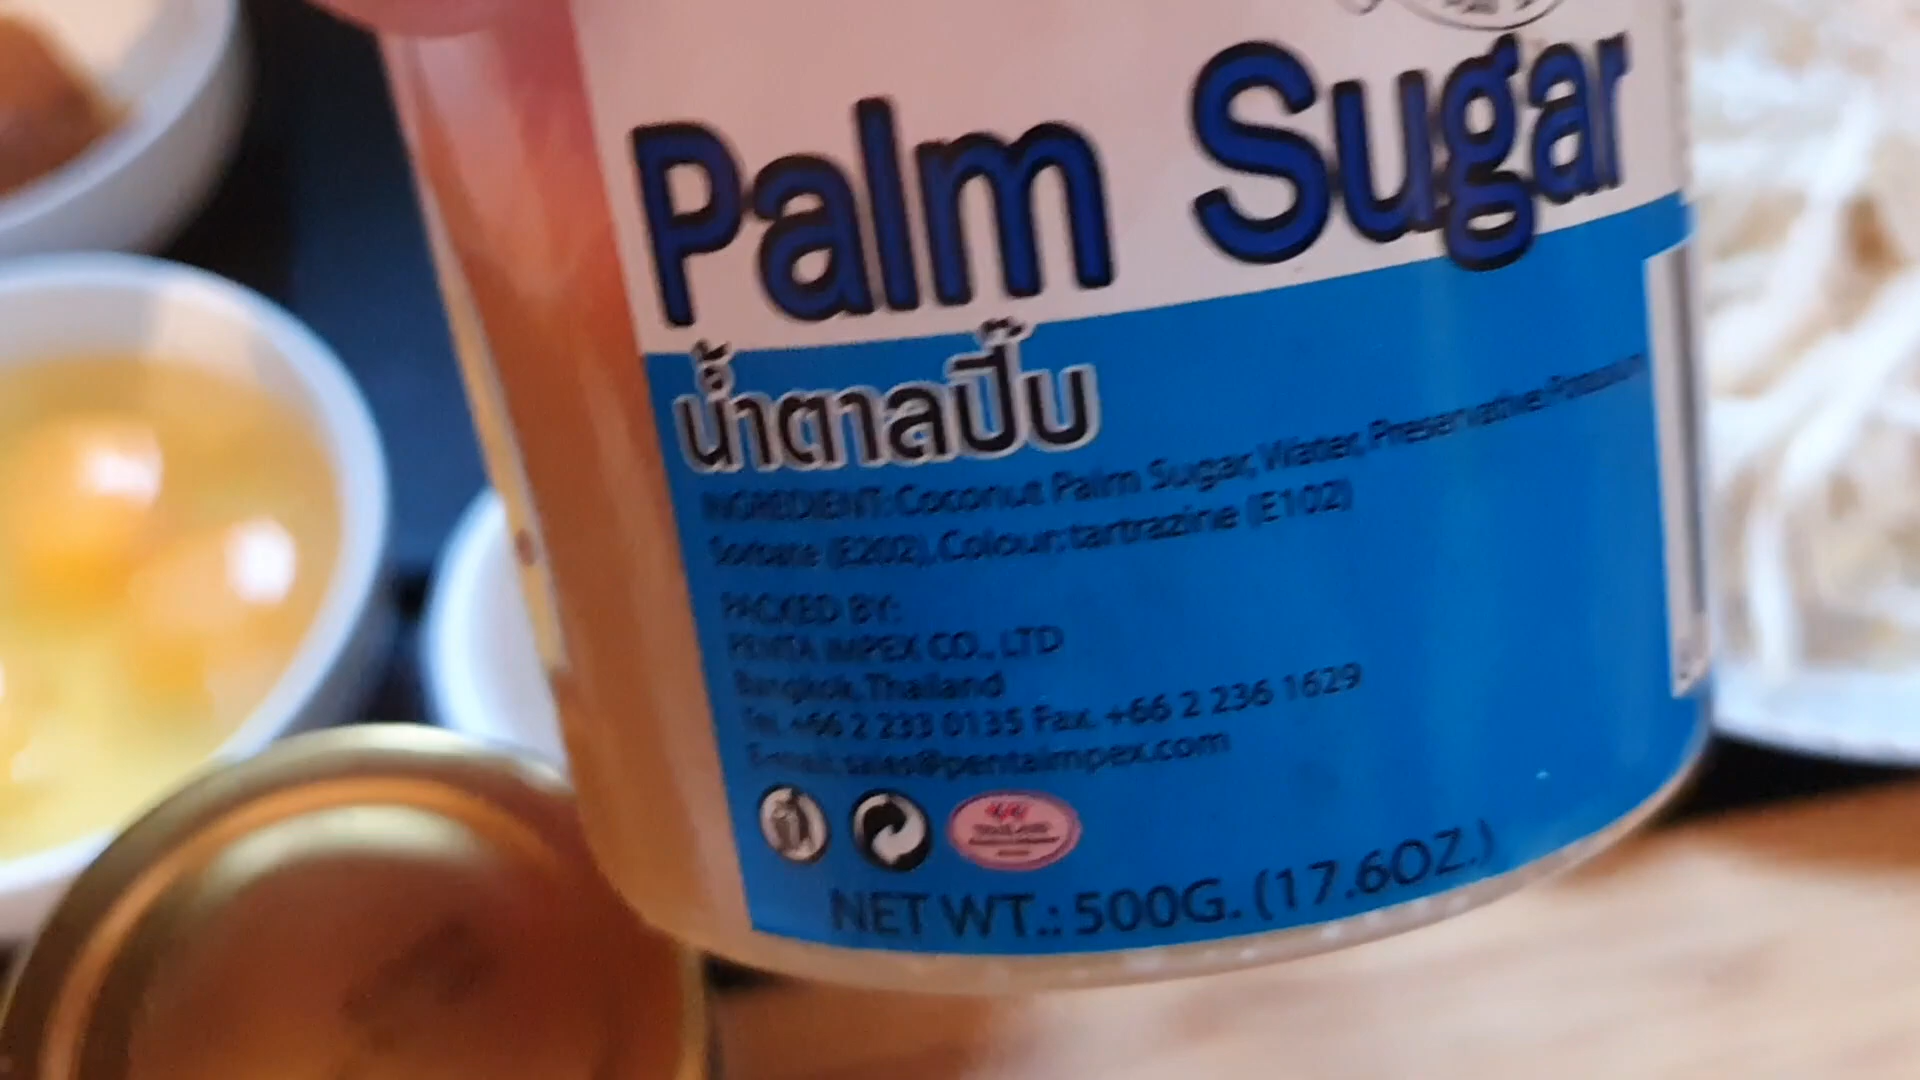 Palm Sugar
น้ำตาลปี๊บ
INGREDIENT: Coconut Palm Sugar, Water, Preservative: Potassium
Sorbate (E202), Colour: tartrazine (E102)
PACKED BY:
PENTA IMPEX CO., LTD
Bangkok, Thailand
Tel. +66 2 233 0135 Fax. +66 2 236 1629
E-mail: sales@pentaimpex.com
NET WT.: 500G. (17.6OZ.)